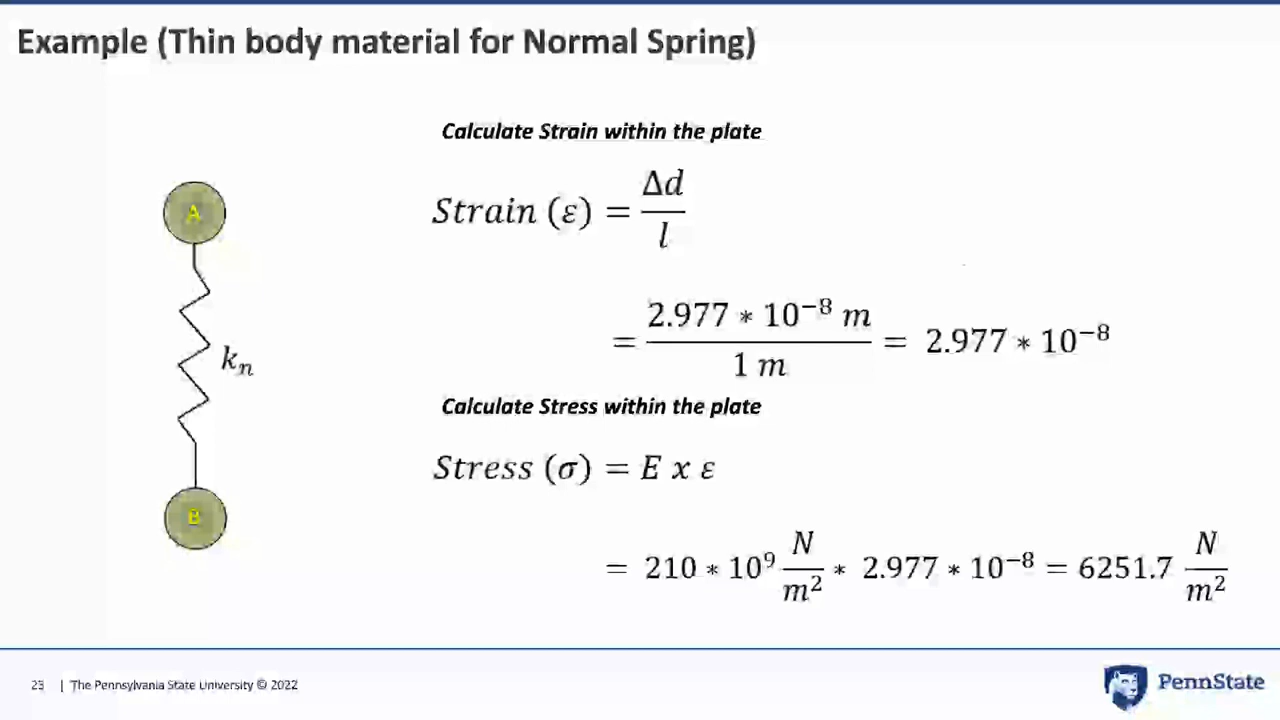 Example (Thin body material for Normal Spring)
Calculate Strain within the plate
Strain (ε) = Δd / l
A
= 2.977 * 10⁻⁸ m / 1 m = 2.977 * 10⁻⁸
kₙ
Calculate Stress within the plate
Stress (σ) = E x ε
B
= 210 * 10⁹ N/m² * 2.977 * 10⁻⁸ = 6251.7 N/m²
23 | The Pennsylvania State University © 2022
PennState